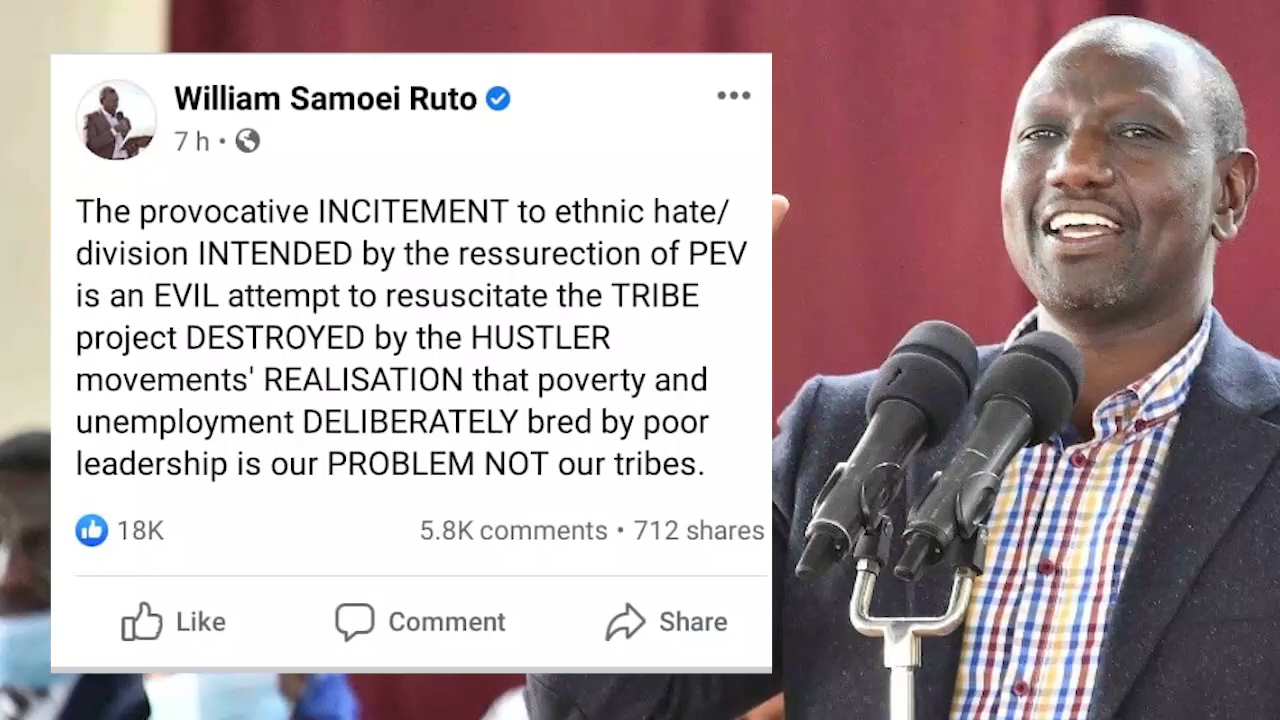 William Samoei Ruto
7 h •
The provocative INCITEMENT to ethnic hate/
division INTENDED by the ressurection of PEV
is an EVIL attempt to resuscitate the TRIBE
project DESTROYED by the HUSTLER
movements' REALISATION that poverty and
unemployment DELIBERATELY bred by poor
leadership is our PROBLEM NOT our tribes.
18K 5.8K comments • 712 shares
Like Comment Share